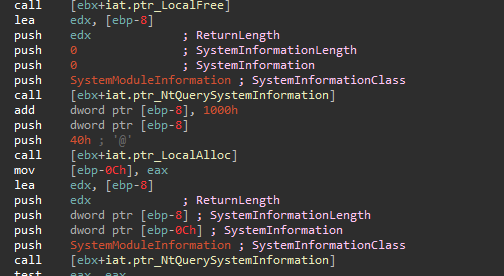 call [ebx+iat.ptr_LocalFree]
lea edx, [ebp-8]
push edx ; ReturnLength
push 0 ; SystemInformationLength
push 0 ; SystemInformation
push SystemModuleInformation ; SystemInformationClass
call [ebx+iat.ptr_NtQuerySystemInformation]
add dword ptr [ebp-8], 1000h
push dword ptr [ebp-8]
push 40h ; '@'
call [ebx+iat.ptr_LocalAlloc]
mov [ebp-0Ch], eax
lea edx, [ebp-8]
push edx ; ReturnLength
push dword ptr [ebp-8] ; SystemInformationLength
push dword ptr [ebp-0Ch] ; SystemInformation
push SystemModuleInformation ; SystemInformationClass
call [ebx+iat.ptr_NtQuerySystemInformation]
test eax, eax